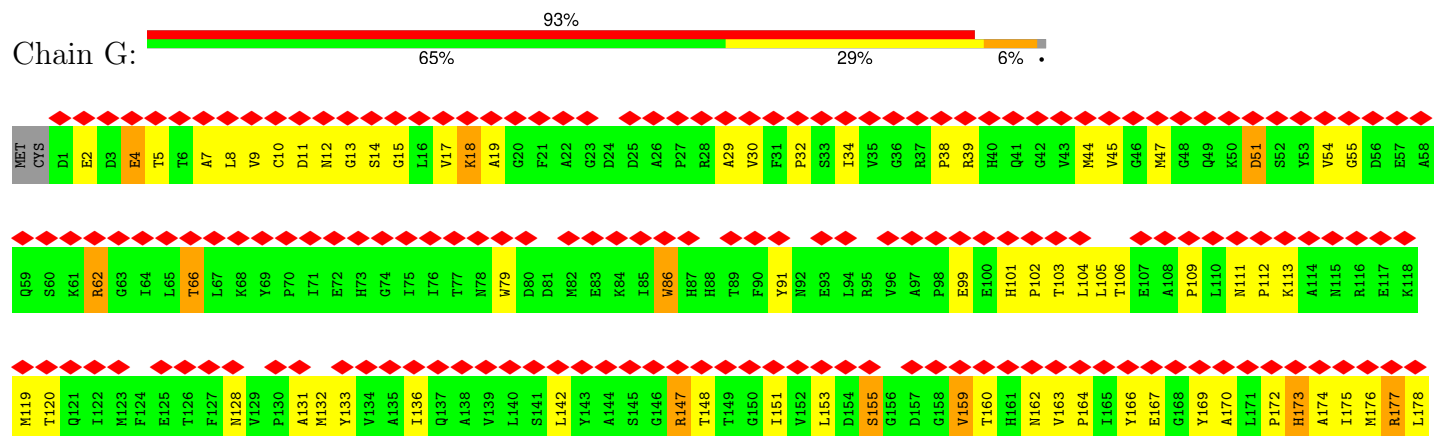 93%
Chain G:
65% 29% 6% •
MET CYS D1 E2 D3 E4 T5 T6 A7 L8 V9 C10 D11 N12 G13 S14 G15 L16 V17 K18 A19 G20 F21 A22 G23 D24 D25 A26 P27 R28 A29 V30 F31 P32 S33 I34 V35 G36 R37 P38 R39 H40 Q41 G42 V43 M44 V45 G46 M47 G48 Q49 K50 D51 S52 Y53 V54 G55 D56 E57 A58
Q59 S60 K61 R62 G63 I64 L65 T66 L67 K68 Y69 P70 I71 E72 H73 G74 I75 I76 T77 N78 W79 D80 D81 M82 E83 K84 I85 W86 H87 H88 T89 F90 Y91 N92 E93 L94 R95 V96 A97 P98 E99 E100 H101 P102 T103 L104 L105 T106 E107 A108 P109 L110 N111 P112 K113 A114 N115 R116 E117 K118
M119 T120 Q121 I122 M123 F124 E125 T126 F127 N128 V129 P130 A131 M132 Y133 V134 A135 I136 Q137 A138 V139 L140 S141 L142 Y143 A144 S145 G146 R147 T148 T149 G150 I151 V152 L153 D154 S155 G156 D157 G158 V159 T160 H161 N162 V163 P164 I165 Y166 E167 G168 Y169 A170 L171 P172 H173 A174 I175 M176 R177 L178